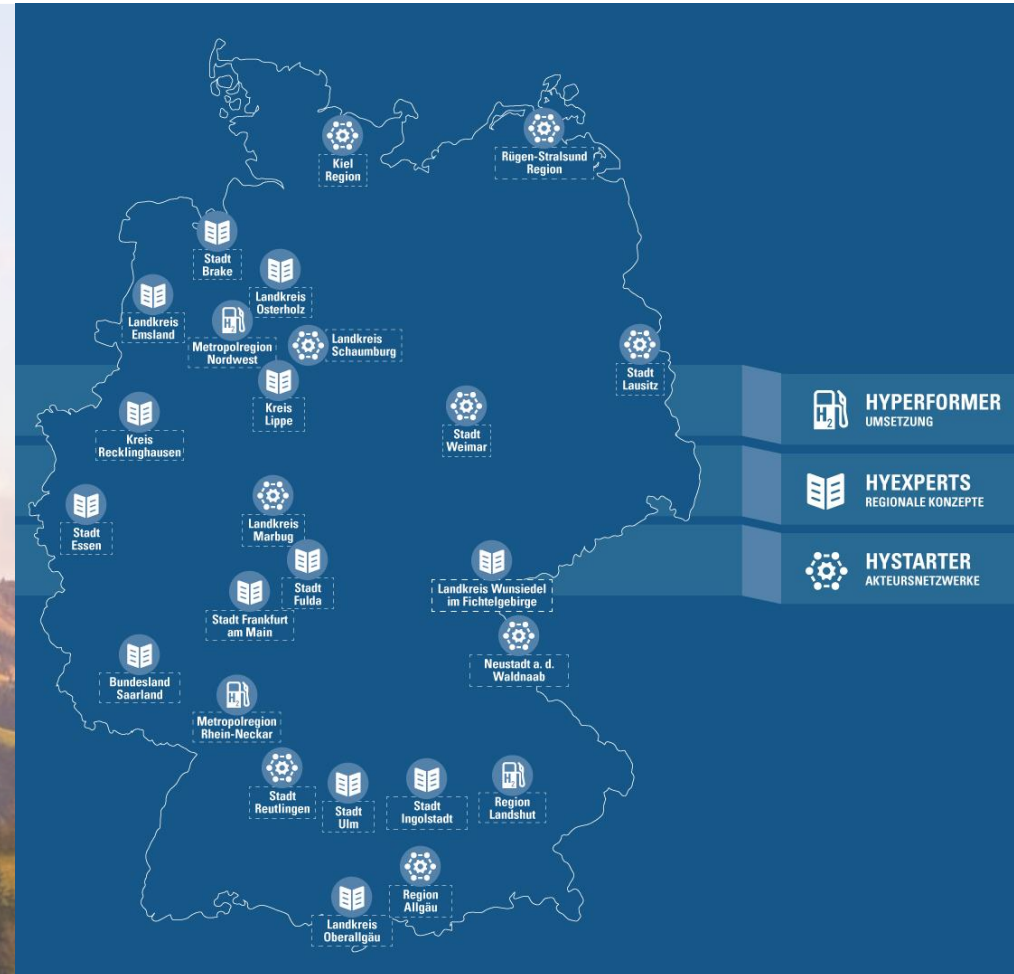 Kiel
Region
Rügen-Stralsund
Region
Stadt
Brake
Landkreis
Osterholz
Landkreis
Emsland
Metropolregion
Nordwest
Landkreis
Schaumburg
Stadt
Lausitz
Kreis
Lippe
Kreis
Recklinghausen
Stadt
Weimar
H2
HYPERFORMER
UMSETZUNG
HYEXPERTS
REGIONALE KONZEPTE
HYSTARTER
AKTEURSNETZWERKE
Stadt
Essen
Landkreis
Marbug
Stadt
Fulda
Landkreis Wunsiedel
im Fichtelgebirge
Stadt Frankfurt
am Main
Neustadt a. d.
Waldnaab
Bundesland
Saarland
Metropolregion
Rhein-Neckar
Stadt
Reutlingen
Stadt
Ulm
Stadt
Ingolstadt
Region
Landshut
Region
Allgäu
Landkreis
Oberallgäu